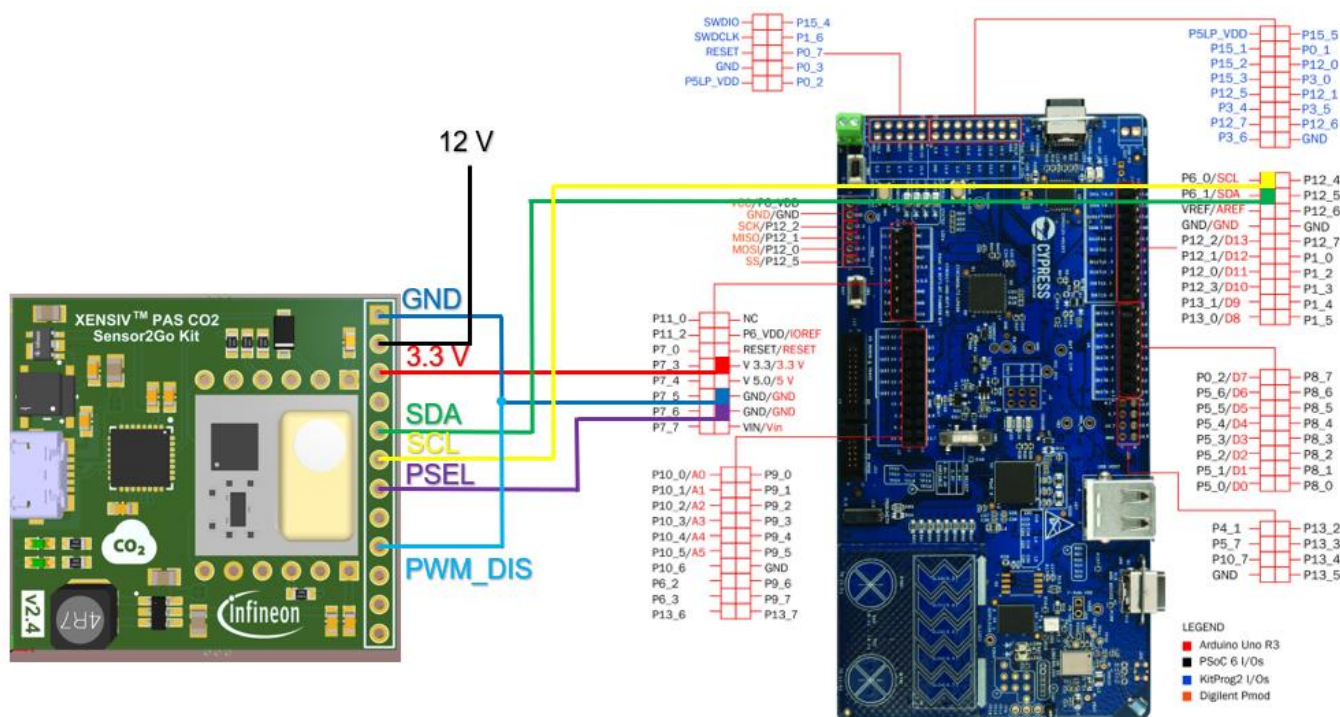 SWDIO P15_4
SWDCLK P1_6
RESET P0_7
GND P0_3
P5LP_VDD P0_2
P5LP_VDD P15_5
P15_1 P0_1
P15_2 P12_0
P15_3 P3_0
P12_5 P12_1
P3_4 P3_5
P12_7 P12_6
P3_6 GND
12 V
XENSIV™ PAS CO2
Sensor2Go Kit
GND
3.3 V
SDA
SCL
PSEL
PWM_DIS
CO₂
infineon
v2.4
4R7
VCC/P6_VDD
GND/GND
SCK/P12_2
MISO/P12_1
MOSI/P12_0
SS/P12_5
P11_0 NC
P11_2 P6_VDD/IOREF
P7_0 RESET/RESET
P7_3 V 3.3/3.3 V
P7_4 V 5.0/5 V
P7_5 GND/GND
P7_6 GND/GND
P7_7 VIN/Vin
P10_0/A0 P9_0
P10_1/A1 P9_1
P10_2/A2 P9_2
P10_3/A3 P9_3
P10_4/A4 P9_4
P10_5/A5 P9_5
P10_6 GND
P6_2 P9_6
P6_3 P9_7
P13_6 P13_7
CYPRESS
P6_0/SCL P12_4
P6_1/SDA P12_5
VREF/AREF P12_6
GND/GND GND
P12_2/D13 P12_7
P12_1/D12 P1_0
P12_0/D11 P1_2
P12_3/D10 P1_3
P13_1/D9 P1_4
P13_0/D8 P1_5
P0_2/D7 P8_7
P5_6/D6 P8_6
P5_5/D5 P8_5
P5_4/D4 P8_4
P5_3/D3 P8_3
P5_2/D2 P8_2
P5_1/D1 P8_1
P5_0/D0 P8_0
P4_1 P13_2
P5_7 P13_3
P10_7 P13_4
GND P13_5
LEGEND
Arduino Uno R3
PSoC 6 I/Os
KitProg2 I/Os
Digilent Pmod